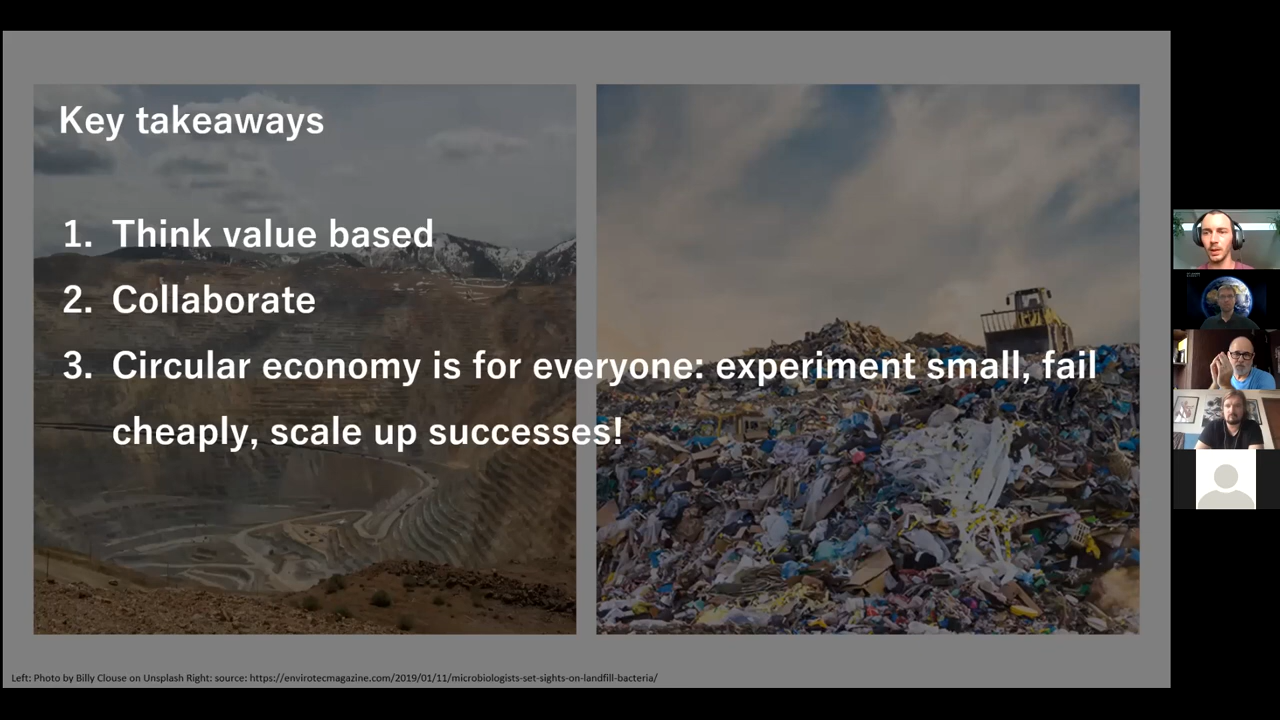 Key takeaways
1. Think value based
2. Collaborate
3. Circular economy is for everyone: experiment small, fail
cheaply, scale up successes!
Left: Photo by Billy Clouse on Unsplash Right: source: https://envirotecmagazine.com/2019/01/11/microbiologists-set-sights-on-landfill-bacteria/